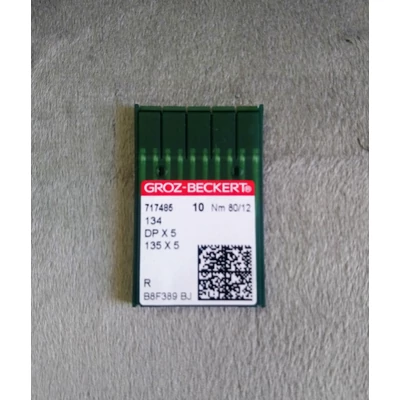 GROZ-BECKERT®
717485 10 Nm 80/12
134
DP X 5
135 X 5
R
B8F389 BJ